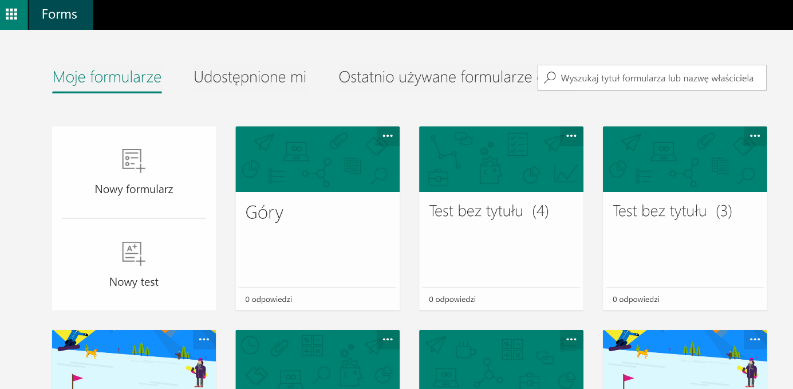 Forms
Moje formularze Udostępnione mi Ostatnio używane formularze
Wyszukaj tytuł formularza lub nazwę właściciela
Nowy formularz
Nowy test
Góry
0 odpowiedzi
Test bez tytułu (4)
0 odpowiedzi
Test bez tytułu (3)
0 odpowiedzi